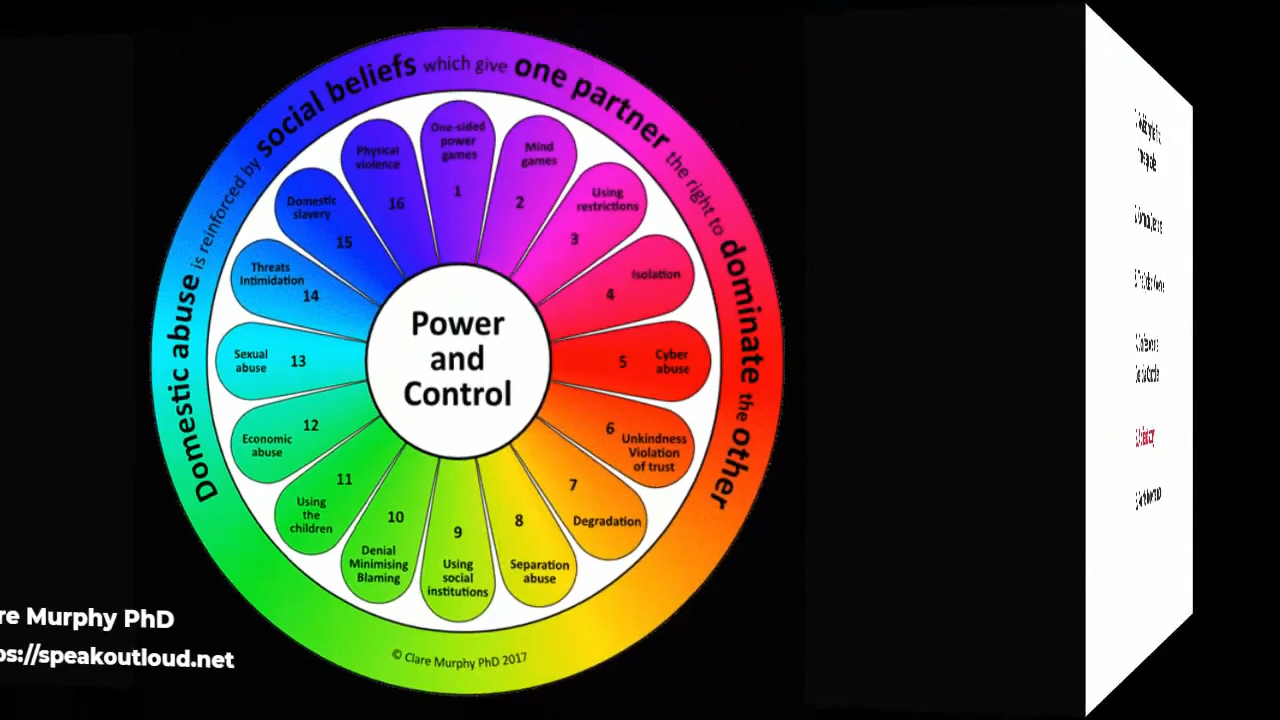 Domestic abuse is reinforced by social beliefs which give one partner the right to dominate the other
One-sided
power
games
1
Mind
games
2
Using
restrictions
3
Isolation
4
5
Cyber
abuse
6
Unkindness
Violation
of trust
7
Degradation
8
Separation
abuse
9
Using
social
institutions
10
Denial
Minimising
Blaming
11
Using
the
children
12
Economic
abuse
Sexual
abuse
13
Threats
Intimidation
14
Domestic
slavery
15
Physical
violence
16
Power
and
Control
© Clare Murphy PhD 2017
re Murphy PhD
ps://speakoutloud.net